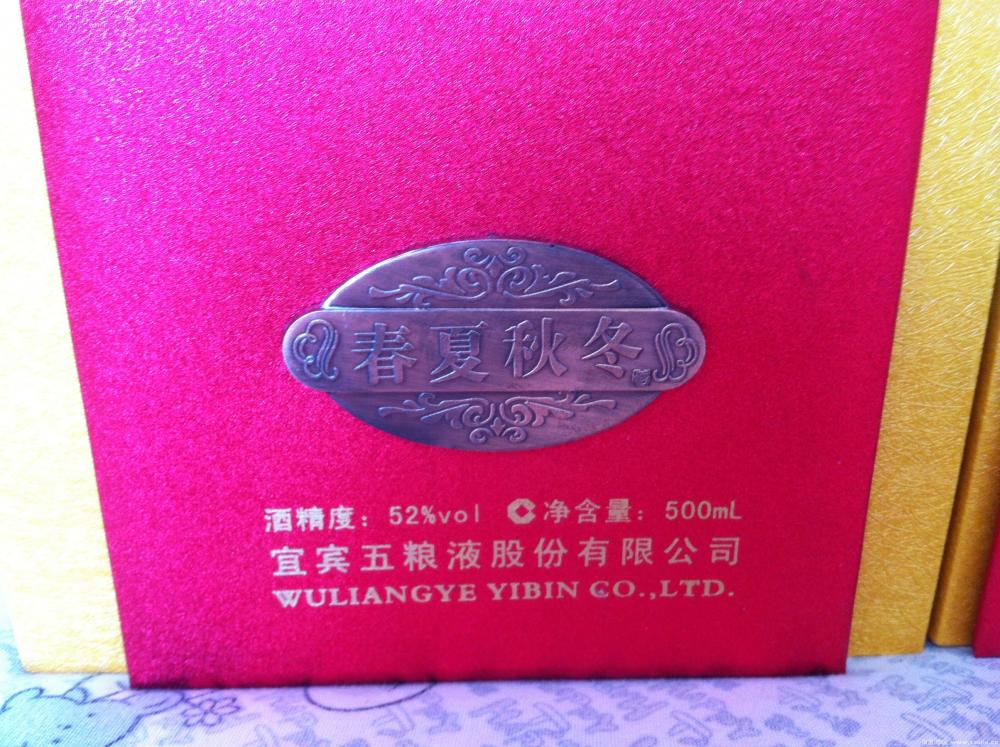 春夏秋冬
酒精度：52%vol 净含量：500mL
宜宾五粮液股份有限公司
WULIANGYE YIBIN CO.,LTD.